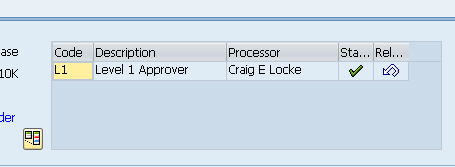 Code Description Processor Sta... Rel...
ase
L1 Level 1 Approver Craig E Locke
10K
der